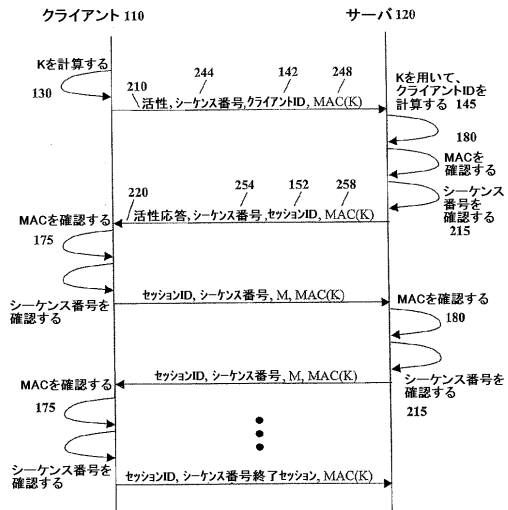 クライアント 110
サーバ 120
Kを計算する
130
210
244
142
248
活性, シーケンス番号,クライアントID, MAC(K)
Kを用いて、
クライアントIDを
計算する 145
180
MACを
確認する
シーケンス
番号を
確認する
215
220
254
152
258
活性応答, シーケンス番号,セッションID, MAC(K)
MACを確認する
175
シーケンス番号を
確認する
セッションID, シーケンス番号, M, MAC(K)
MACを確認する
180
シーケンス番号を
確認する
215
セッションID, シーケンス番号, M, MAC(K)
MACを確認する
175
シーケンス番号を
確認する
セッションID, シーケンス番号終了セッション, MAC(K)